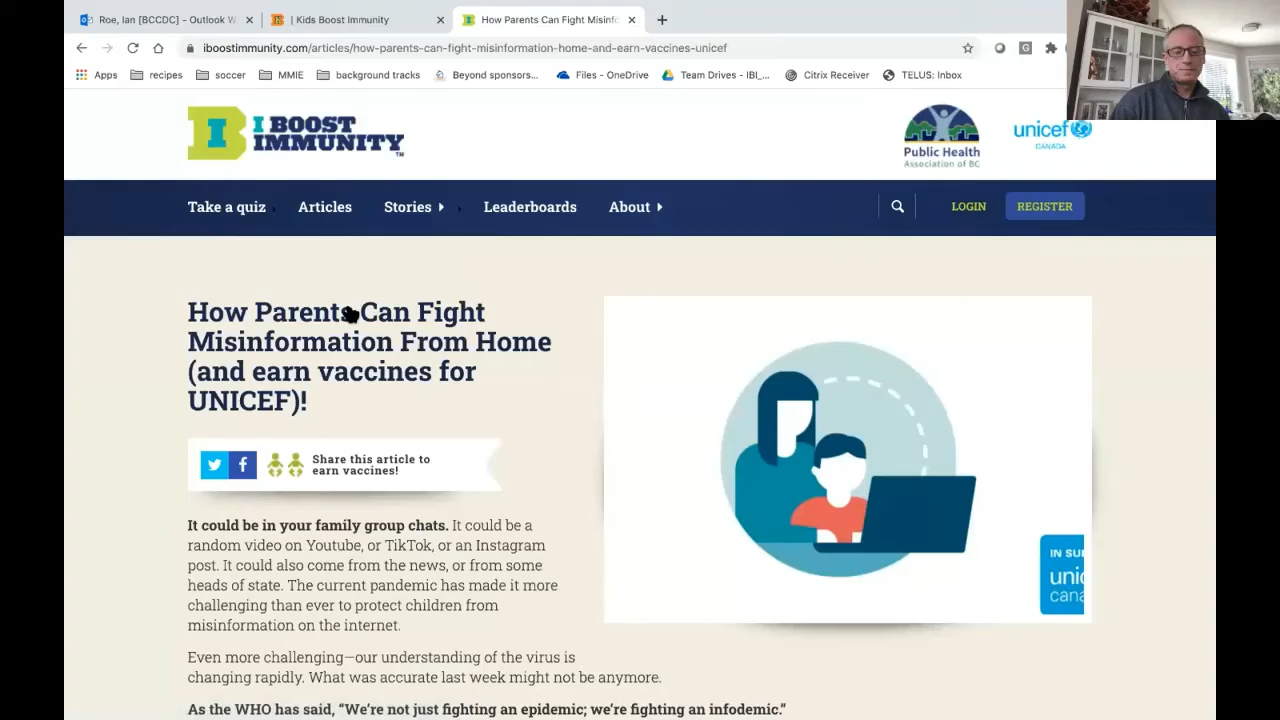 Roe, Ian [BCCDC] - Outlook W
| Kids Boost Immunity
How Parents Can Fight Misinfo
iboostimmunity.com/articles/how-parents-can-fight-misinformation-home-and-earn-vaccines-unicef
Apps
recipes
soccer
MMIE
background tracks
Beyond sponsors...
Files - OneDrive
Team Drives - IBI_...
Citrix Receiver
TELUS: Inbox
I BOOST
IMMUNITY™
Public Health
Association of BC
unicef
CANADA
Take a quiz
Articles
Stories
Leaderboards
About
LOGIN
REGISTER
How Parents Can Fight
Misinformation From Home
(and earn vaccines for
UNICEF)!
Share this article to
earn vaccines!
It could be in your family group chats. It could be a
random video on Youtube, or TikTok, or an Instagram
post. It could also come from the news, or from some
heads of state. The current pandemic has made it more
challenging than ever to protect children from
misinformation on the internet.
IN SU
unic
cana
Even more challenging—our understanding of the virus is
changing rapidly. What was accurate last week might not be anymore.
As the WHO has said, “We’re not just fighting an epidemic; we’re fighting an infodemic.”